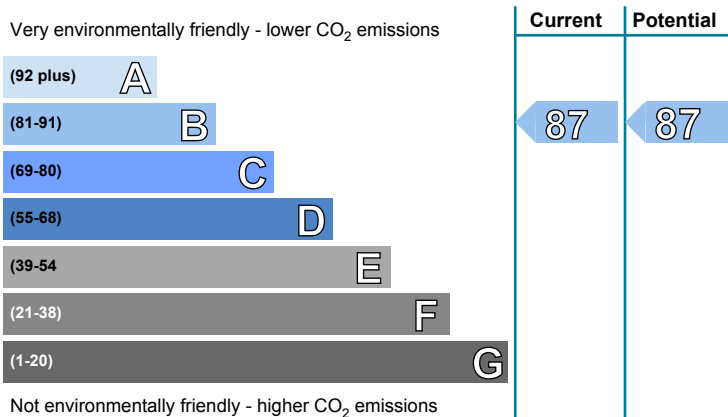 Very environmentally friendly - lower CO2 emissions
Current Potential
(92 plus) A
(81-91) B
87 87
(69-80) C
(55-68) D
(39-54 E
(21-38) F
(1-20) G
Not environmentally friendly - higher CO2 emissions